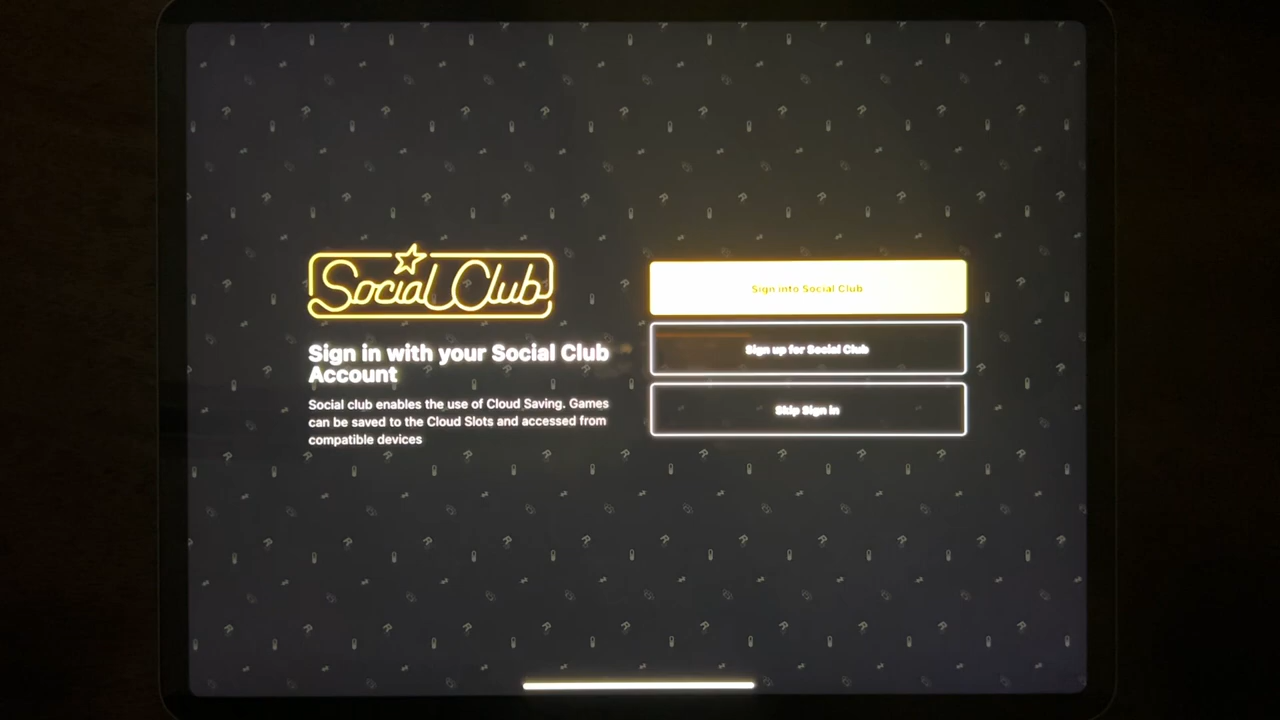 Social Club
Sign in with your Social Club
Account
Social club enables the use of Cloud Saving. Games
can be saved to the Cloud Slots and accessed from
compatible devices
Sign into Social Club
Sign up for Social Club
Skip Sign in